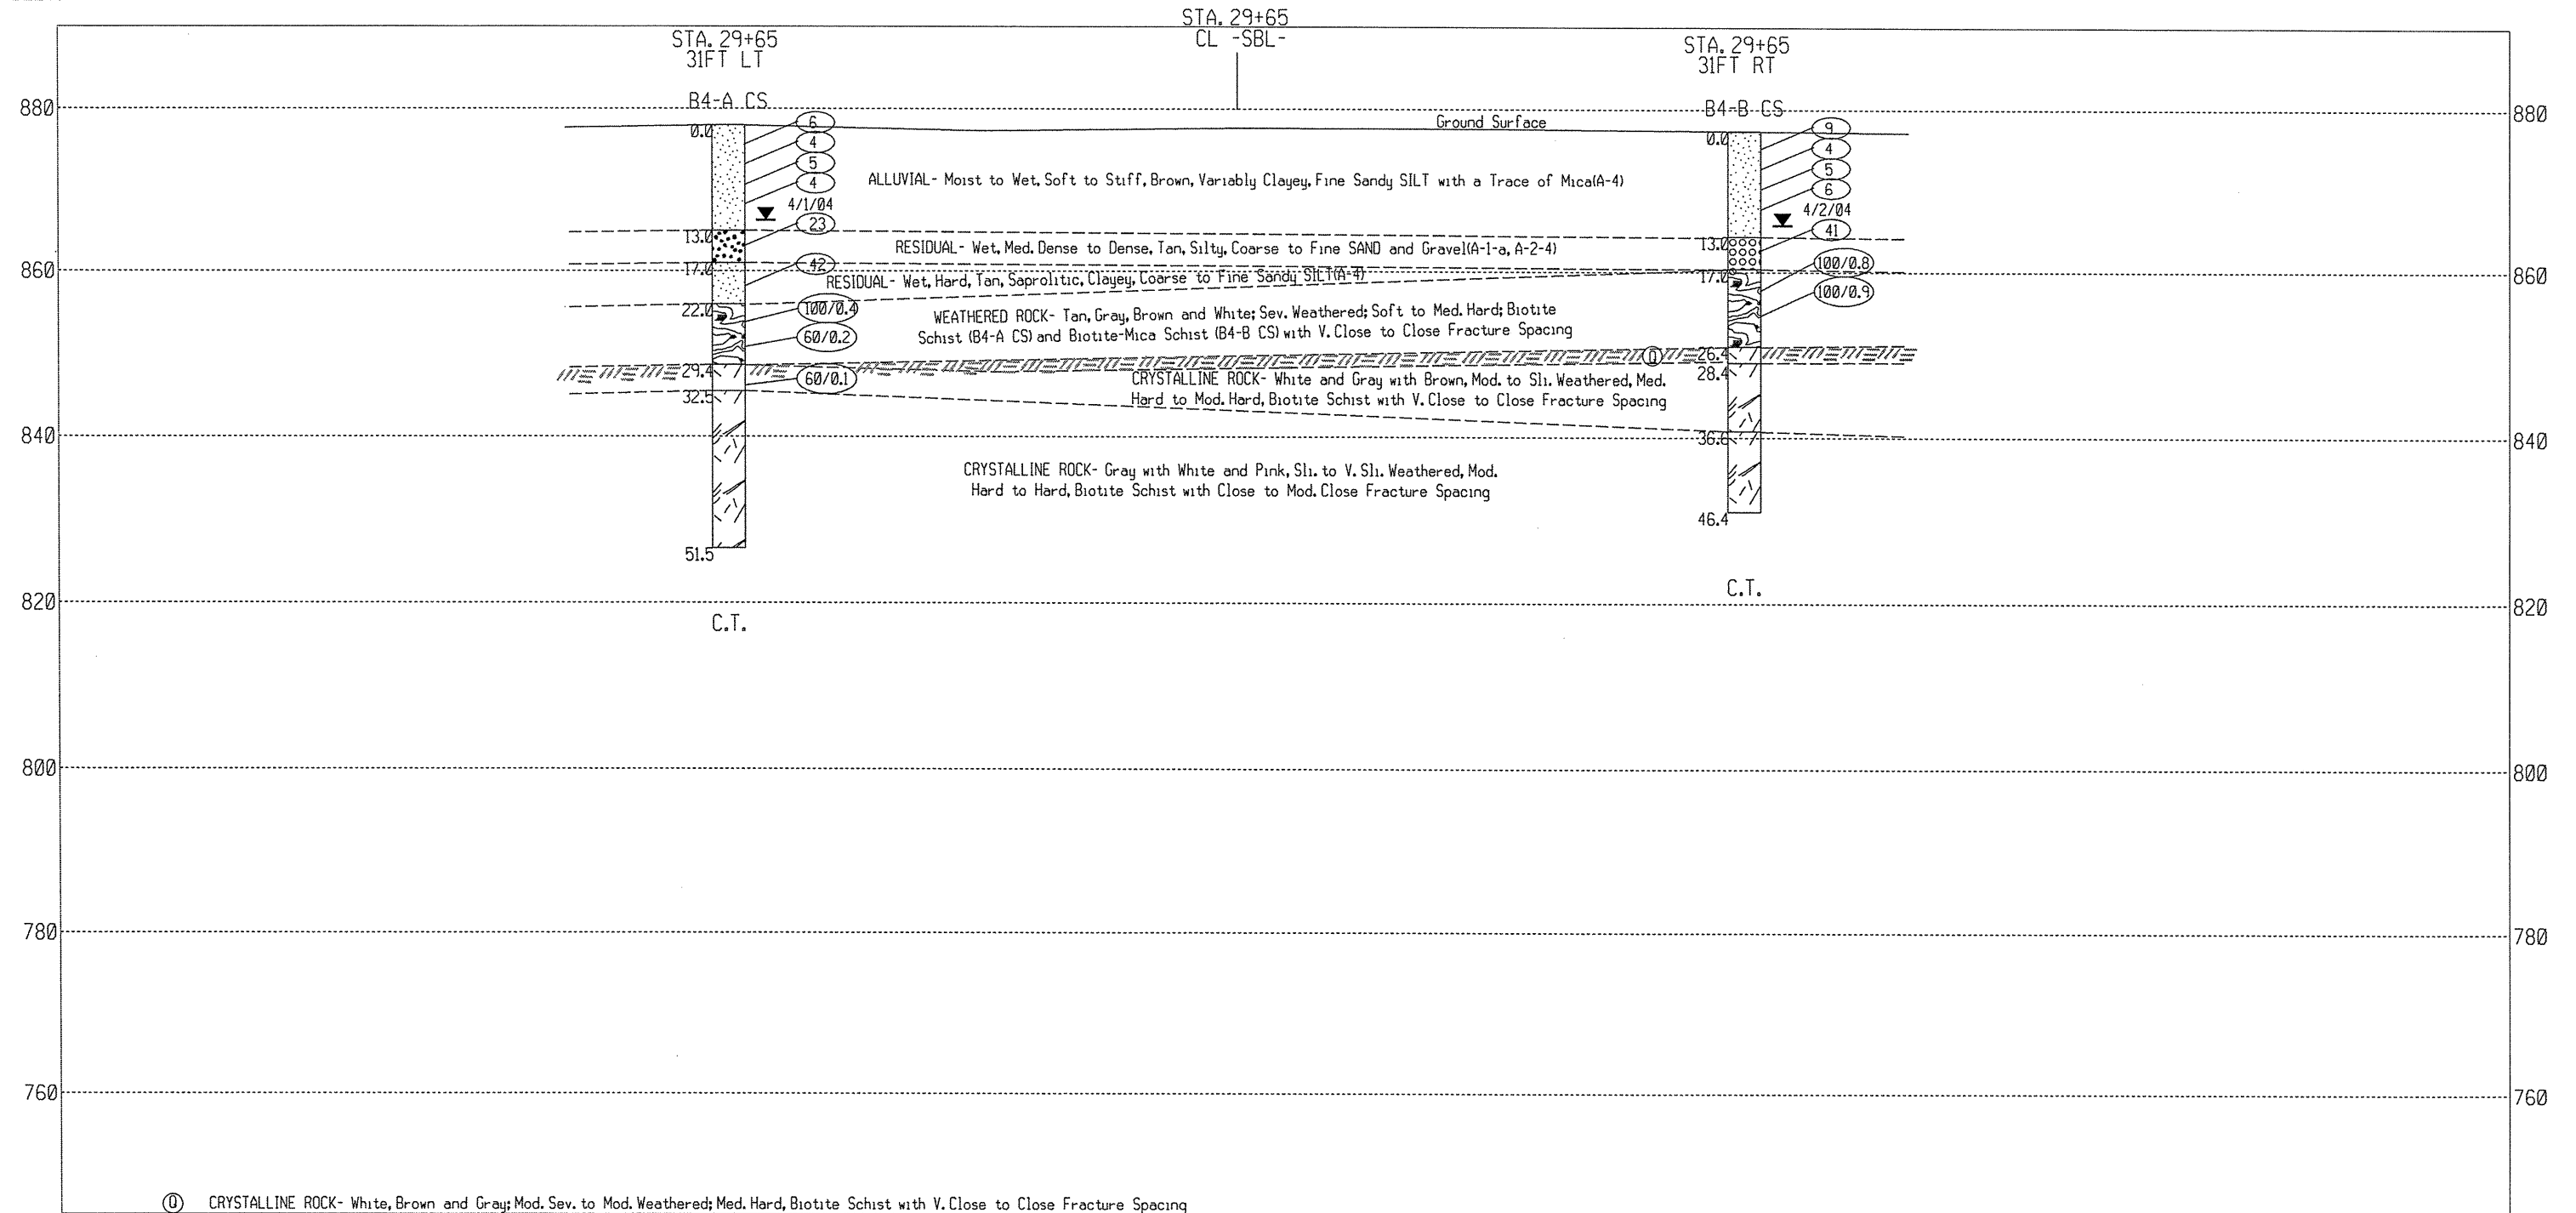 STA. 29+65
CL -SBL-
STA. 29+65
31FT LT
STA. 29+65
31FT RT
B4-A CS
B4-B CS
880
880
Ground Surface
0.0
6
4
5
4
4/1/04
23
0.0
9
4
5
6
4/2/04
41
ALLUVIAL- Moist to Wet, Soft to Stiff, Brown, Variably Clayey, Fine Sandy SILT with a Trace of Mica(A-4)
13.0
13.0
RESIDUAL- Wet, Med. Dense to Dense, Tan, Silty, Coarse to Fine SAND and Gravel(A-1-a, A-2-4)
860
17.0
42
17.0
100/0.8
860
RESIDUAL- Wet, Hard, Tan, Saprolitic, Clayey, Coarse to Fine Sandy SILT(A-4)
100/0.9
22.0
100/0.4
60/0.2
WEATHERED ROCK- Tan, Gray, Brown and White; Sev. Weathered; Soft to Med. Hard; Biotite
Schist (B4-A CS) and Biotite-Mica Schist (B4-B CS) with V. Close to Close Fracture Spacing
Q
26.4
29.4
60/0.1
28.4
CRYSTALLINE ROCK- White and Gray with Brown, Mod. to Sli. Weathered, Med.
Hard to Mod. Hard, Biotite Schist with V. Close to Close Fracture Spacing
32.5
840
36.6
840
CRYSTALLINE ROCK- Gray with White and Pink, Sli. to V. Sli. Weathered, Mod.
Hard to Hard, Biotite Schist with Close to Mod. Close Fracture Spacing
46.4
51.5
C.T.
820
820
C.T.
800
800
780
780
760
760
Q CRYSTALLINE ROCK- White, Brown and Gray; Mod. Sev. to Mod. Weathered; Med. Hard, Biotite Schist with V. Close to Close Fracture Spacing